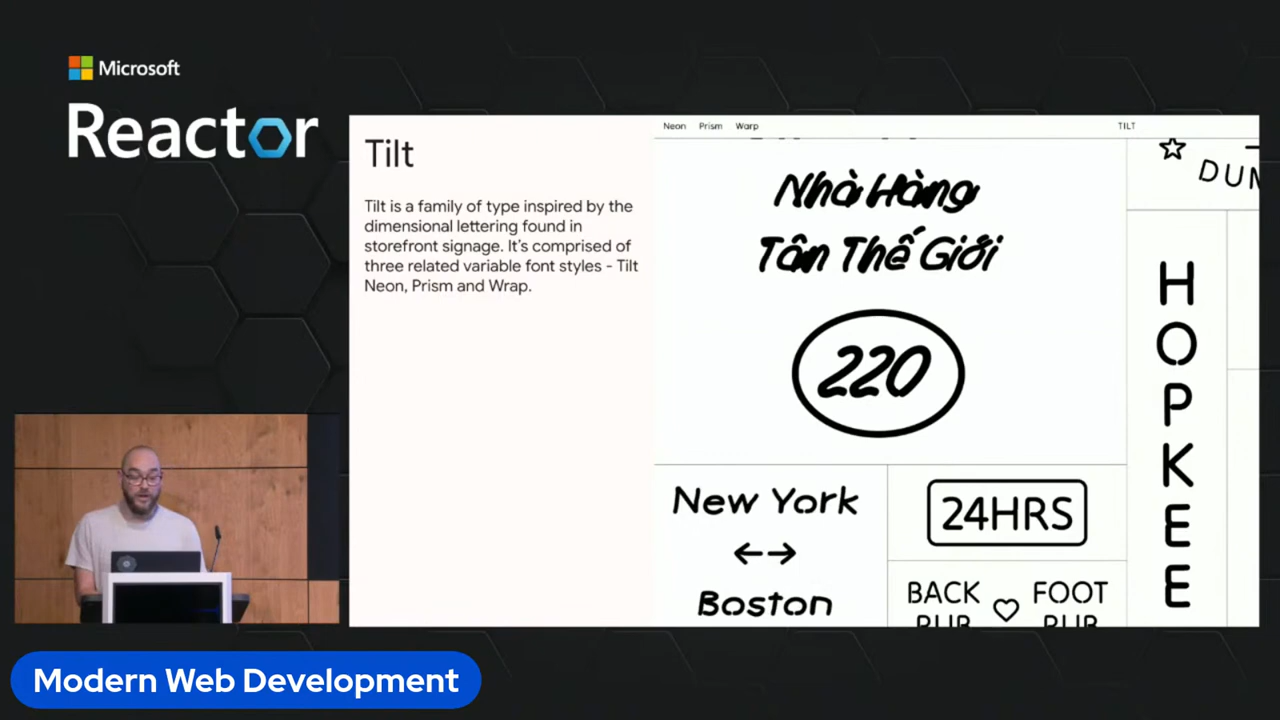 Microsoft
Reactor
Tilt
Tilt is a family of type inspired by the
dimensional lettering found in
storefront signage. It's comprised of
three related variable font styles - Tilt
Neon, Prism and Wrap.
Neon Prism Warp
TILT
Nhà Hàng
Tân Thế Giới
220
New York
↔
Boston
24HRS
BACK ♡ FOOT
RUB RUB
☆
H
O
P
K
E
E
Modern Web Development